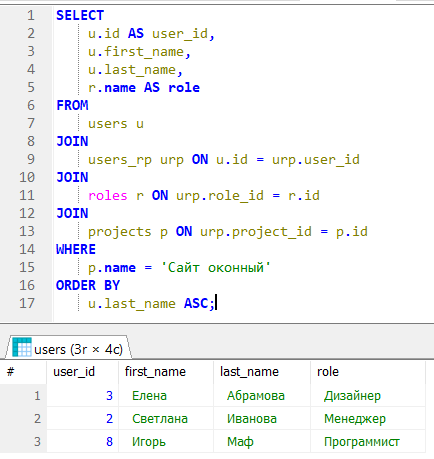 1 SELECT
2 u.id AS user_id,
3 u.first_name,
4 u.last_name,
5 r.name AS role
6 FROM
7 users u
8 JOIN
9 users_rp urp ON u.id = urp.user_id
10 JOIN
11 roles r ON urp.role_id = r.id
12 JOIN
13 projects p ON urp.project_id = p.id
14 WHERE
15 p.name = 'Сайт оконный'
16 ORDER BY
17 u.last_name ASC;
users (3r × 4c)
# user_id first_name last_name role
1 3 Елена Абрамова Дизайнер
2 2 Светлана Иванова Менеджер
3 8 Игорь Маф Программист